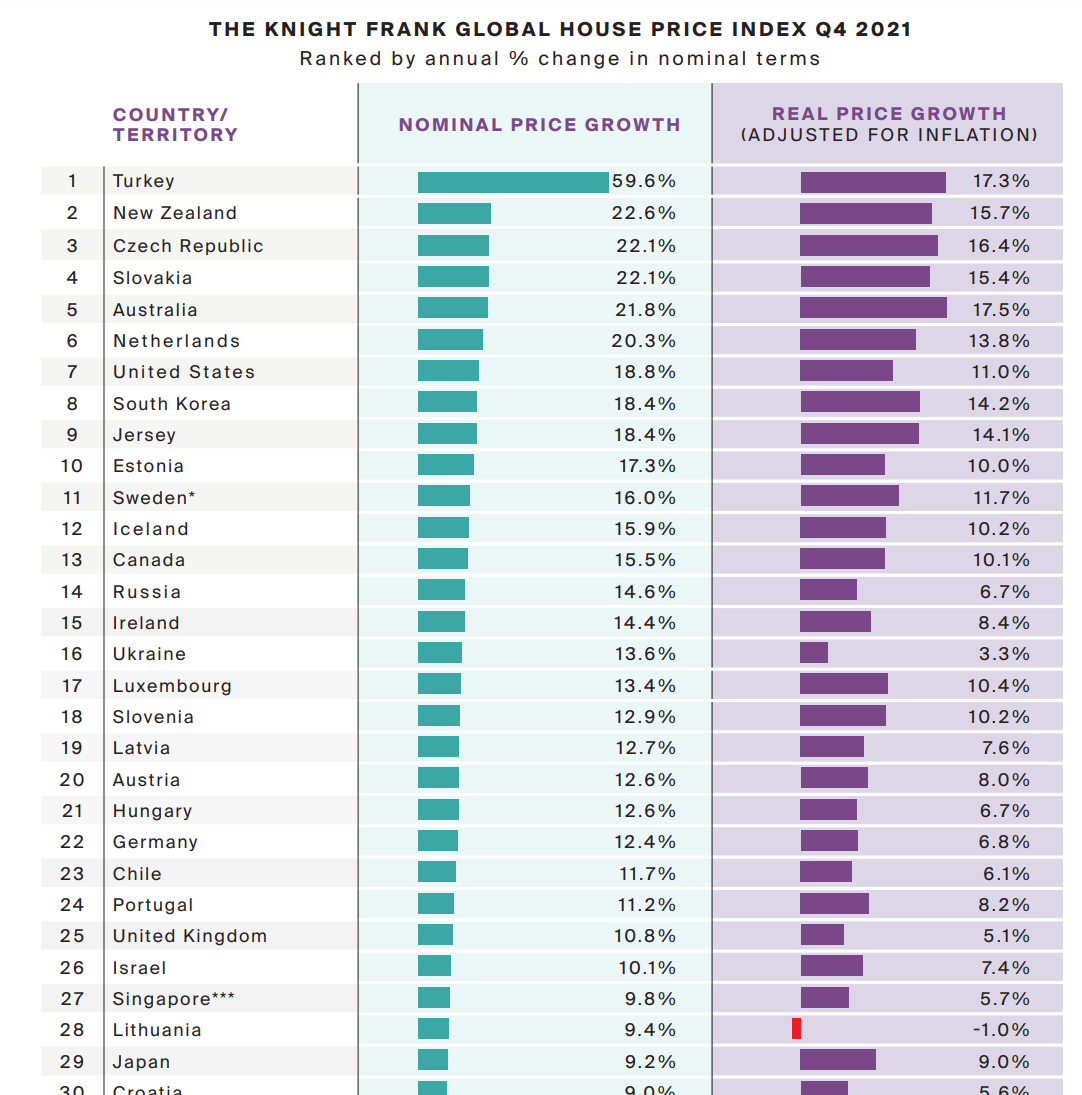 THE KNIGHT FRANK GLOBAL HOUSE PRICE INDEX Q4 2021
Ranked by annual % change in nominal terms
COUNTRY/
TERRITORY
NOMINAL PRICE GROWTH
REAL PRICE GROWTH
(ADJUSTED FOR INFLATION)
1 Turkey 59.6% 17.3%
2 New Zealand 22.6% 15.7%
3 Czech Republic 22.1% 16.4%
4 Slovakia 22.1% 15.4%
5 Australia 21.8% 17.5%
6 Netherlands 20.3% 13.8%
7 United States 18.8% 11.0%
8 South Korea 18.4% 14.2%
9 Jersey 18.4% 14.1%
10 Estonia 17.3% 10.0%
11 Sweden* 16.0% 11.7%
12 Iceland 15.9% 10.2%
13 Canada 15.5% 10.1%
14 Russia 14.6% 6.7%
15 Ireland 14.4% 8.4%
16 Ukraine 13.6% 3.3%
17 Luxembourg 13.4% 10.4%
18 Slovenia 12.9% 10.2%
19 Latvia 12.7% 7.6%
20 Austria 12.6% 8.0%
21 Hungary 12.6% 6.7%
22 Germany 12.4% 6.8%
23 Chile 11.7% 6.1%
24 Portugal 11.2% 8.2%
25 United Kingdom 10.8% 5.1%
26 Israel 10.1% 7.4%
27 Singapore*** 9.8% 5.7%
28 Lithuania 9.4% -1.0%
29 Japan 9.2% 9.0%
30 Croatia 9.0% 5.6%